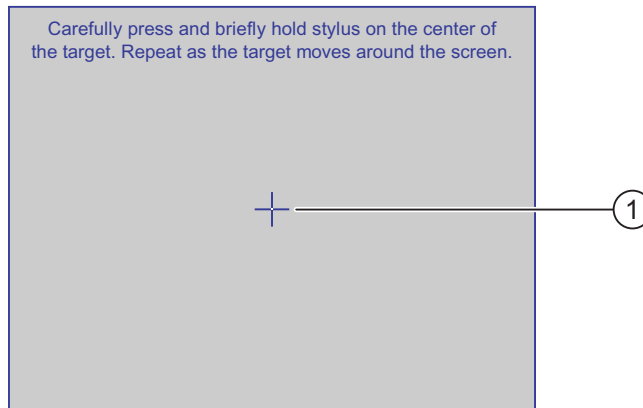 Carefully press and briefly hold stylus on the center of
the target. Repeat as the target moves around the screen.
1